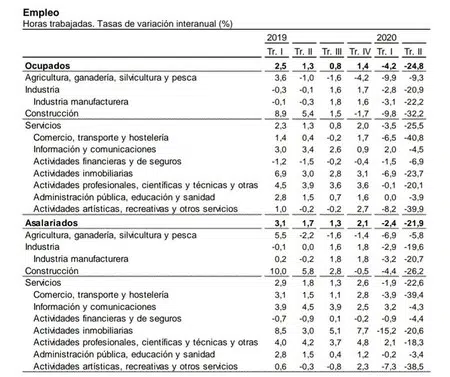 Empleo
Horas trabajadas. Tasas de variación interanual (%)
2019 2020
Tr. I Tr. II Tr. III Tr. IV Tr. I Tr. II
Ocupados 2,5 1,3 0,8 1,4 -4,2 -24,8
Agricultura, ganadería, silvicultura y pesca 3,6 -1,0 -1,6 -4,2 -9,9 -9,3
Industria -0,3 -0,1 1,6 1,7 -2,8 -20,9
Industria manufacturera -0,1 -0,3 1,8 1,6 -3,1 -22,2
Construcción 8,9 5,4 1,5 -1,7 -9,8 -32,2
Servicios 2,3 1,3 0,8 2,0 -3,5 -25,5
Comercio, transporte y hostelería 1,4 0,4 -0,2 1,7 -6,5 -40,8
Información y comunicaciones 3,0 3,4 2,6 0,9 2,0 -4,5
Actividades financieras y de seguros -1,2 -1,5 -0,2 -0,4 -1,5 -6,9
Actividades inmobiliarias 6,9 3,0 2,8 3,1 -6,9 -23,7
Actividades profesionales, científicas y técnicas y otras 4,5 3,9 3,6 3,6 -0,1 -20,1
Administración pública, educación y sanidad 2,8 1,5 0,7 1,6 0,0 -3,9
Actividades artísticas, recreativas y otros servicios 1,0 -0,2 -0,2 2,7 -8,2 -39,9
Asalariados 3,1 1,7 1,3 2,1 -2,4 -21,9
Agricultura, ganadería, silvicultura y pesca 5,5 -2,2 -1,6 -1,4 -6,9 -5,8
Industria -0,1 0,0 1,6 1,8 -2,9 -19,6
Industria manufacturera 0,2 -0,2 1,8 1,8 -3,2 -20,7
Construcción 10,0 5,8 2,8 -0,5 -4,4 -26,2
Servicios 2,9 1,8 1,3 2,6 -1,9 -22,6
Comercio, transporte y hostelería 3,1 1,5 1,1 2,8 -3,9 -39,4
Información y comunicaciones 3,9 4,5 3,9 2,5 3,2 -4,3
Actividades financieras y de seguros -0,7 -0,9 0,1 -0,2 -0,9 -4,4
Actividades inmobiliarias 8,5 3,0 5,1 7,7 -15,2 -20,6
Actividades profesionales, científicas y técnicas y otras 4,0 4,2 3,7 4,8 2,1 -18,3
Administración pública, educación y sanidad 2,8 1,5 0,4 1,2 -0,2 -3,4
Actividades artísticas, recreativas y otros servicios 0,6 -0,3 -0,8 2,3 -7,3 -38,5